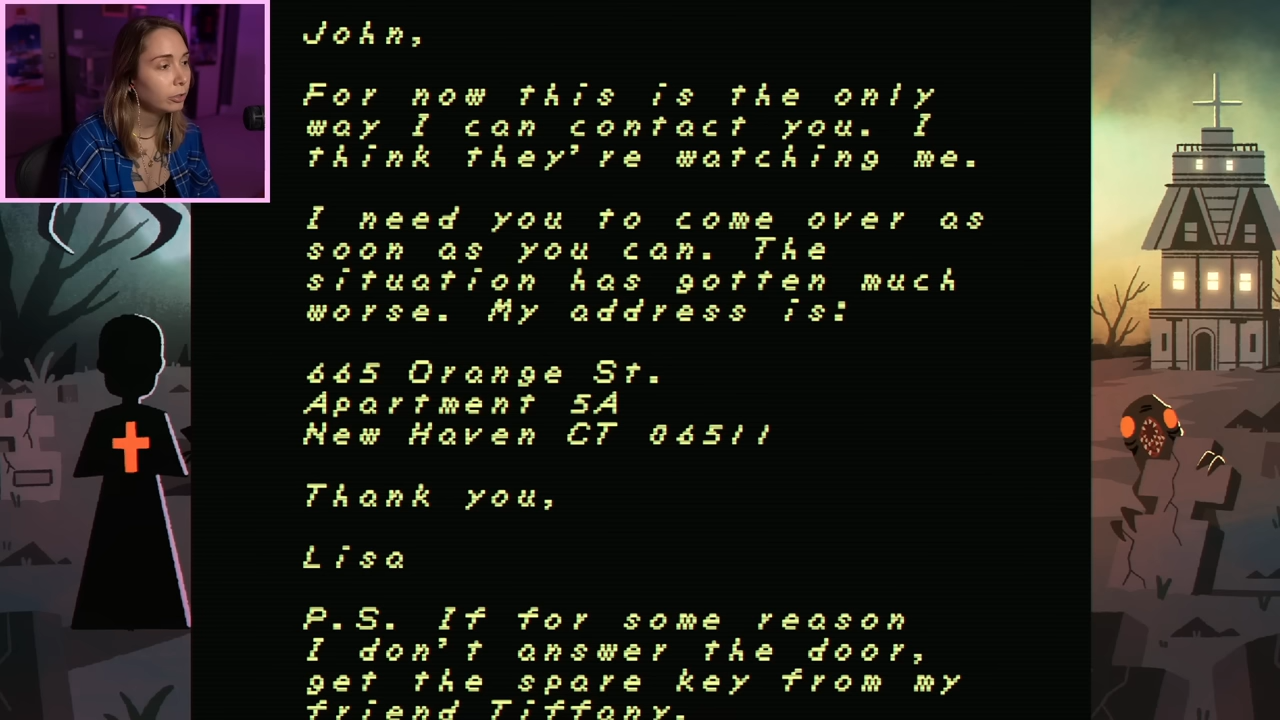 John,
For now this is the only
way I can contact you. I
think they're watching me.
I need you to come over as
soon as you can. The
situation has gotten much
worse. My address is:
665 Orange St.
Apartment 5A
New Haven CT 06511
Thank you,
Lisa
P.S. If for some reason
I don't answer the door,
get the spare key from my
friend Tiffany.